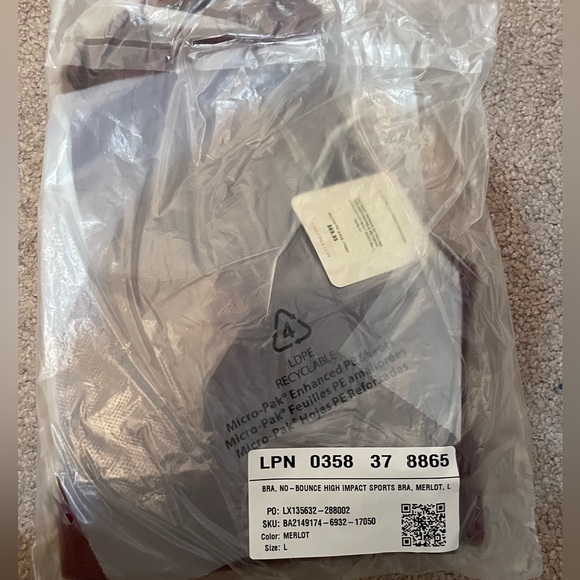 4
LDPE
RECYCLABLE
Micro-Pak® Enhanced PE Sheets
Micro-Pak® Feuilles PE améliorées
Micro-Pak® Hojas PE Reforzadas
LPN 0358 37 8865
BRA, NO-BOUNCE HIGH IMPACT SPORTS BRA, MERLOT, L
PO: LX135632-288002
SKU: BA2149174-6932-17050
Color: MERLOT
Size: L